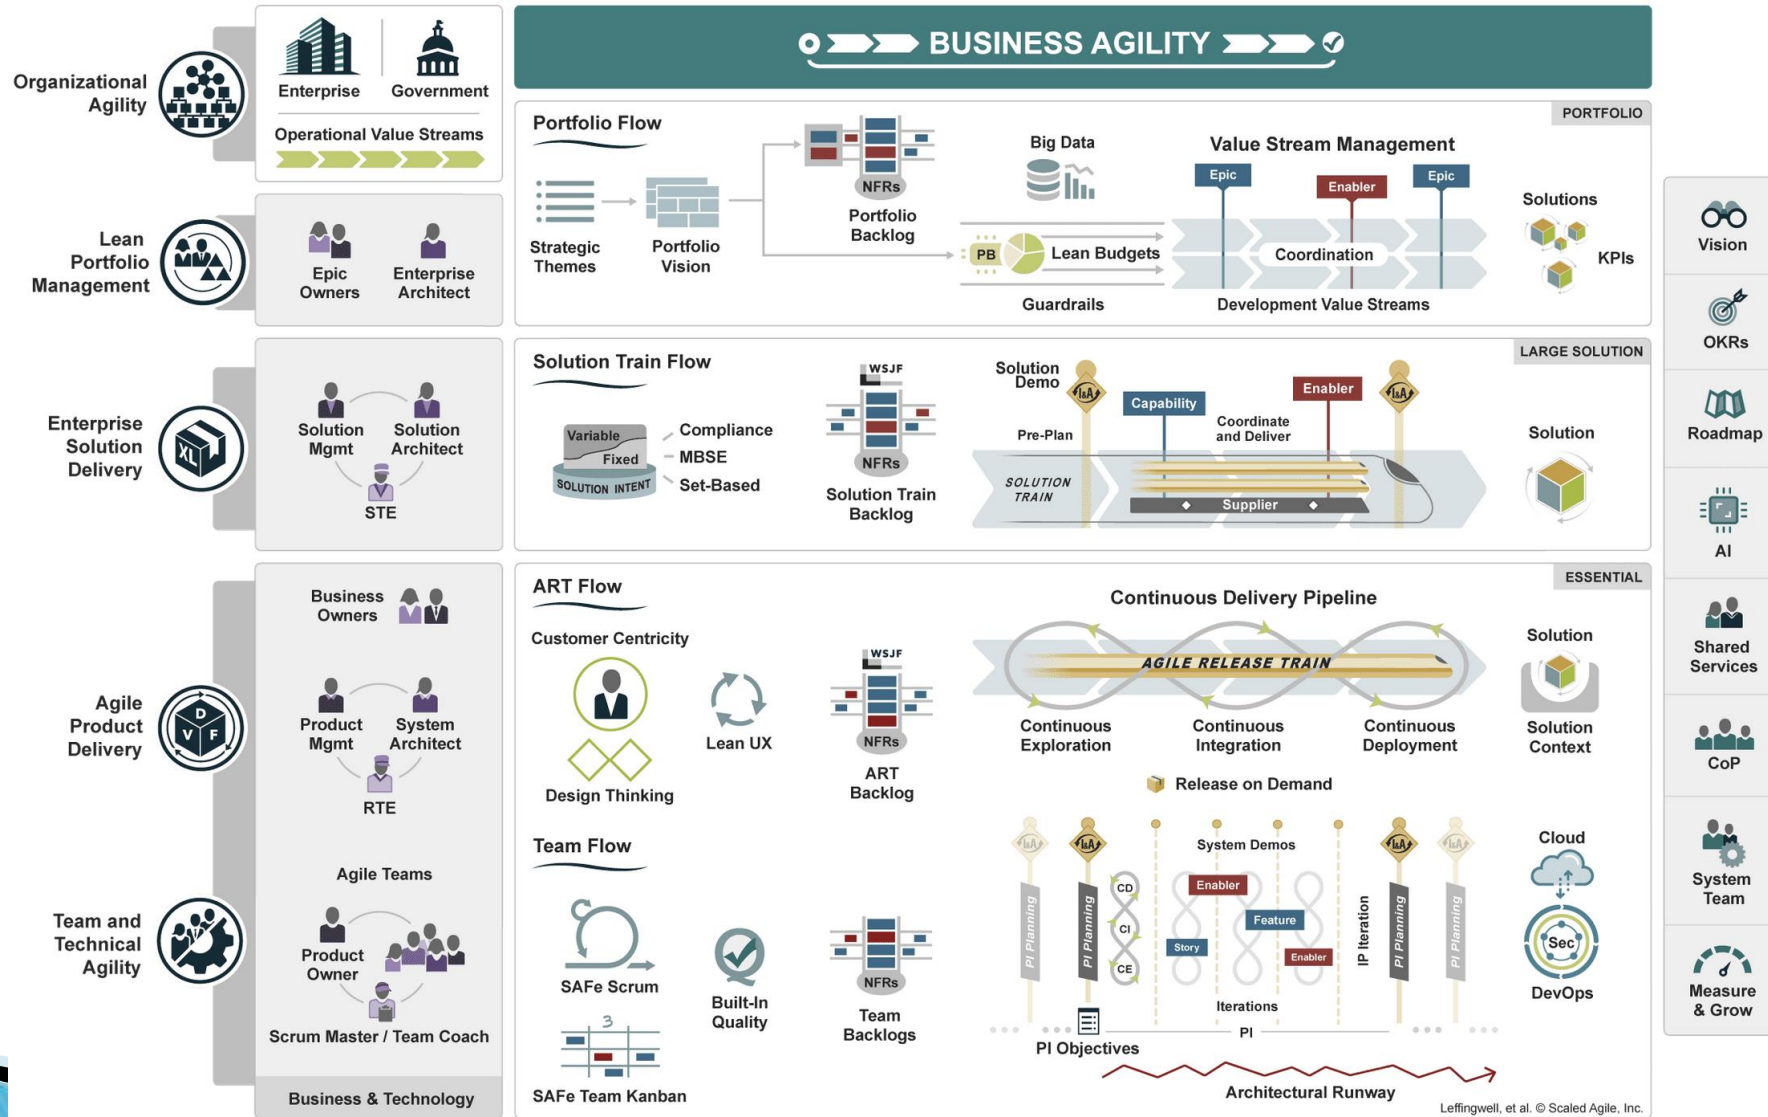 BUSINESS AGILITY
Organizational
Agility
Enterprise
Government
Operational Value Streams
Lean
Portfolio
Management
Epic
Owners
Enterprise
Architect
PORTFOLIO
Portfolio Flow
Strategic
Themes
Portfolio
Vision
NFRs
Portfolio
Backlog
Big Data
PB
Lean Budgets
Guardrails
Value Stream Management
Epic
Enabler
Epic
Coordination
Development Value Streams
Solutions
KPIs
Enterprise
Solution
Delivery
XL
Solution
Mgmt
Solution
Architect
STE
LARGE SOLUTION
Solution Train Flow
Variable
Fixed
SOLUTION INTENT
Compliance
MBSE
Set-Based
WSJF
NFRs
Solution Train
Backlog
Solution
Demo
I&A
Pre-Plan
Capability
Coordinate
and Deliver
Enabler
I&A
SOLUTION
TRAIN
Supplier
Solution
Agile
Product
Delivery
D
V F
Business
Owners
Product
Mgmt
System
Architect
RTE
ESSENTIAL
ART Flow
Customer Centricity
Design Thinking
Lean UX
WSJF
NFRs
ART
Backlog
Continuous Delivery Pipeline
AGILE RELEASE TRAIN
Continuous
Exploration
Continuous
Integration
Continuous
Deployment
Release on Demand
Solution
Solution
Context
Team and
Technical
Agility
Agile Teams
Product
Owner
Scrum Master / Team Coach
Business & Technology
Team Flow
SAFe Scrum
3
SAFe Team Kanban
Built-In
Quality
NFRs
Team
Backlogs
I&A
I&A
System Demos
I&A
I&A
PI Planning
PI Planning
CD
CI
CE
Enabler
Feature
Story
Enabler
IP Iteration
PI Planning
PI Planning
Iterations
PI
PI Objectives
Architectural Runway
Cloud
Sec
DevOps
Leffingwell, et al. © Scaled Agile, Inc.
Vision
OKRs
Roadmap
AI
Shared
Services
CoP
System
Team
Measure
& Grow